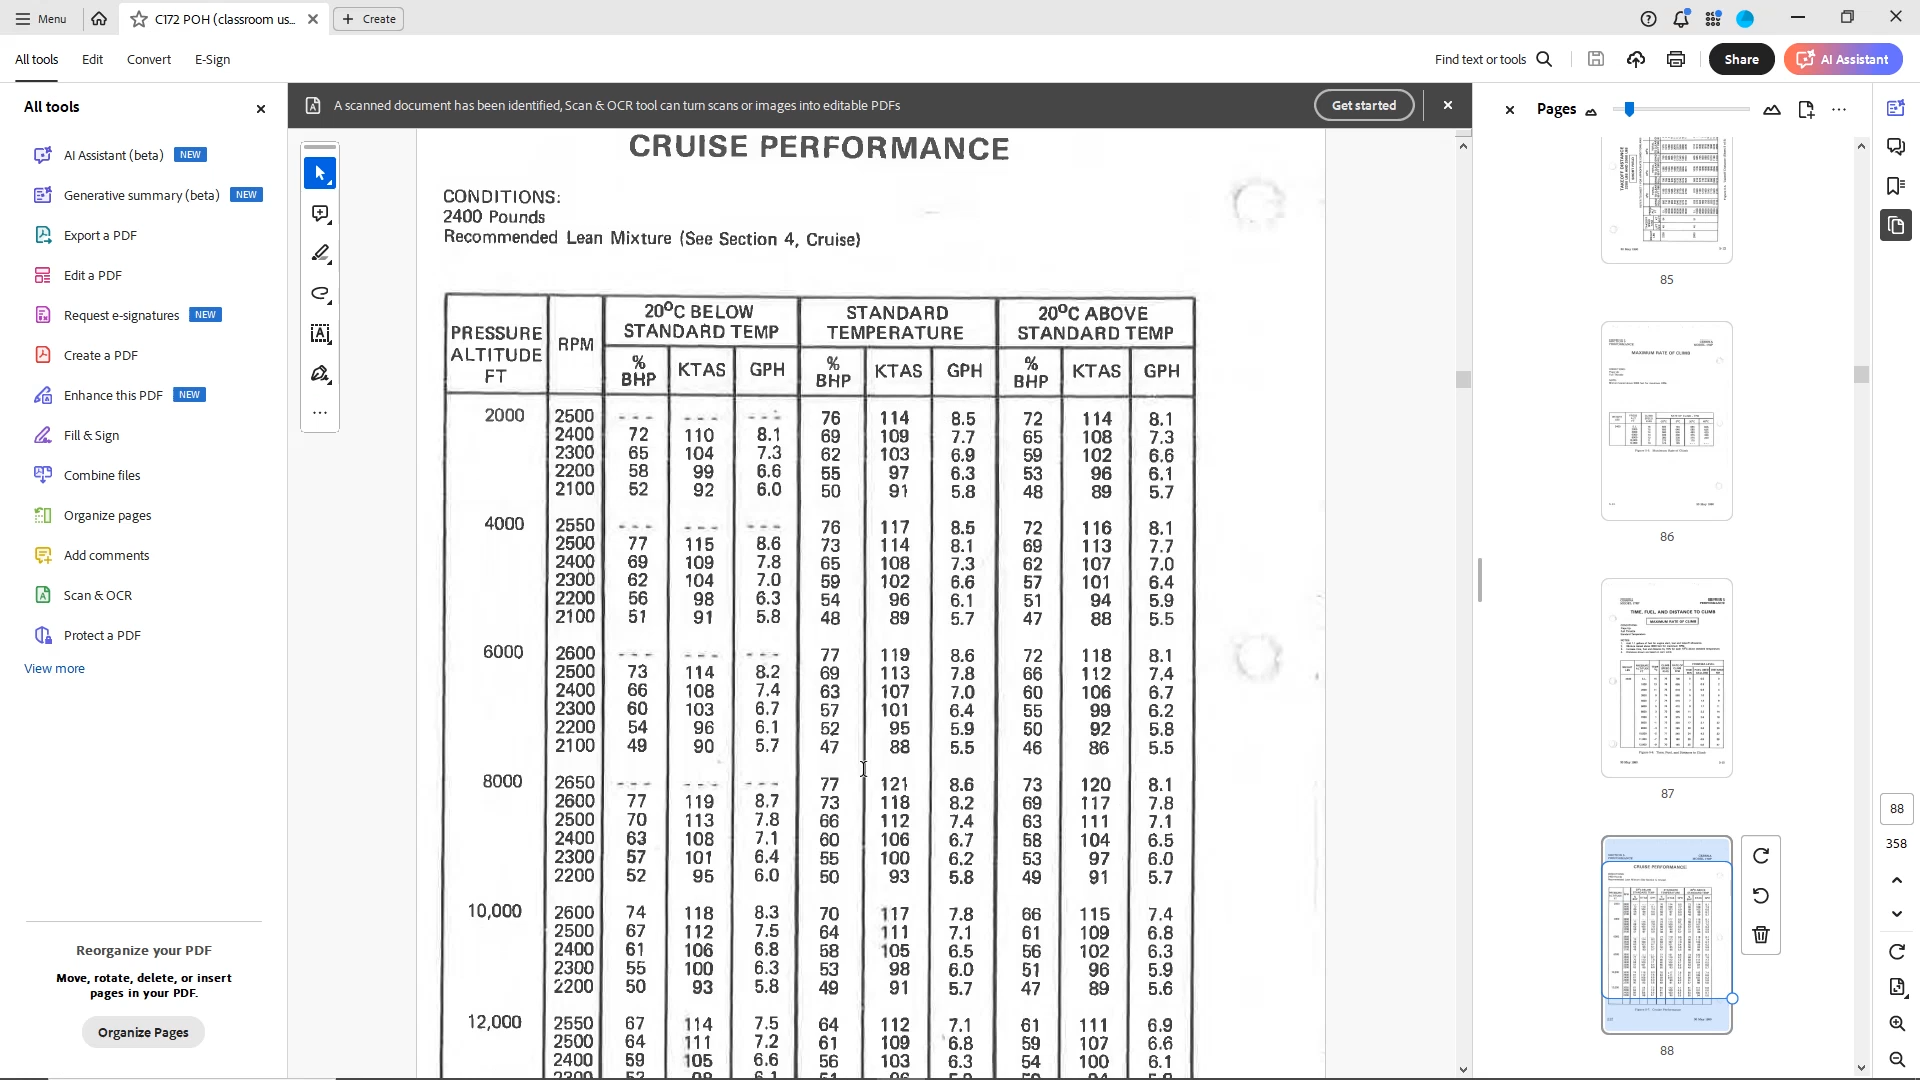 Menu
C172 POH (classroom us...
Create
All tools
Edit
Convert
E-Sign
Find text or tools
Share
AI Assistant
All tools
AI Assistant (beta) NEW
Generative summary (beta) NEW
Export a PDF
Edit a PDF
Request e-signatures NEW
Create a PDF
Enhance this PDF NEW
Fill & Sign
Combine files
Organize pages
Add comments
Scan & OCR
Protect a PDF
View more
Reorganize your PDF
Move, rotate, delete, or insert
pages in your PDF.
Organize Pages
A scanned document has been identified, Scan & OCR tool can turn scans or images into editable PDFs
Get started
CRUISE PERFORMANCE
CONDITIONS:
2400 Pounds
Recommended Lean Mixture (See Section 4, Cruise)
PRESSURE ALTITUDE FT RPM 20°C BELOW STANDARD TEMP STANDARD TEMPERATURE 20°C ABOVE STANDARD TEMP
% BHP KTAS GPH % BHP KTAS GPH % BHP KTAS GPH
2000 2500 --- --- --- 76 114 8.5 72 114 8.1
2400 72 110 8.1 69 109 7.7 65 108 7.3
2300 65 104 7.3 62 103 6.9 59 102 6.6
2200 58 99 6.6 55 97 6.3 53 96 6.1
2100 52 92 6.0 50 91 5.8 48 89 5.7
4000 2550 --- --- --- 76 117 8.5 72 116 8.1
2500 77 115 8.6 73 114 8.1 69 113 7.7
2400 69 109 7.8 65 108 7.3 62 107 7.0
2300 62 104 7.0 59 102 6.6 57 101 6.4
2200 56 98 6.3 54 96 6.1 51 94 5.9
2100 51 91 5.8 48 89 5.7 47 88 5.5
6000 2600 --- --- --- 77 119 8.6 72 118 8.1
2500 73 114 8.2 69 113 7.8 66 112 7.4
2400 66 108 7.4 63 107 7.0 60 106 6.7
2300 60 103 6.7 57 101 6.4 55 99 6.2
2200 54 96 6.1 52 95 5.9 50 92 5.8
2100 49 90 5.7 47 88 5.5 46 86 5.5
8000 2650 --- --- --- 77 121 8.6 73 120 8.1
2600 77 119 8.7 73 118 8.2 69 117 7.8
2500 70 113 7.8 66 112 7.4 63 111 7.1
2400 63 108 7.1 60 106 6.7 58 104 6.5
2300 57 101 6.4 55 100 6.2 53 97 6.0
2200 52 95 6.0 50 93 5.8 49 91 5.7
10,000 2600 74 118 8.3 70 117 7.8 66 115 7.4
2500 67 112 7.5 64 111 7.1 61 109 6.8
2400 61 106 6.8 58 105 6.5 56 102 6.3
2300 55 100 6.3 53 98 6.0 51 96 5.9
2200 50 93 5.8 49 91 5.7 47 89 5.6
12,000 2550 67 114 7.5 64 112 7.1 61 111 6.9
2500 64 111 7.2 61 109 6.8 59 107 6.6
2400 59 105 6.6 56 103 6.3 54 100 6.1
Pages
85
MAXIMUM RATE OF CLIMB
86
TIME, FUEL, AND DISTANCE TO CLIMB
MAXIMUM RATE OF CLIMB
87
CRUISE PERFORMANCE
88
88
358